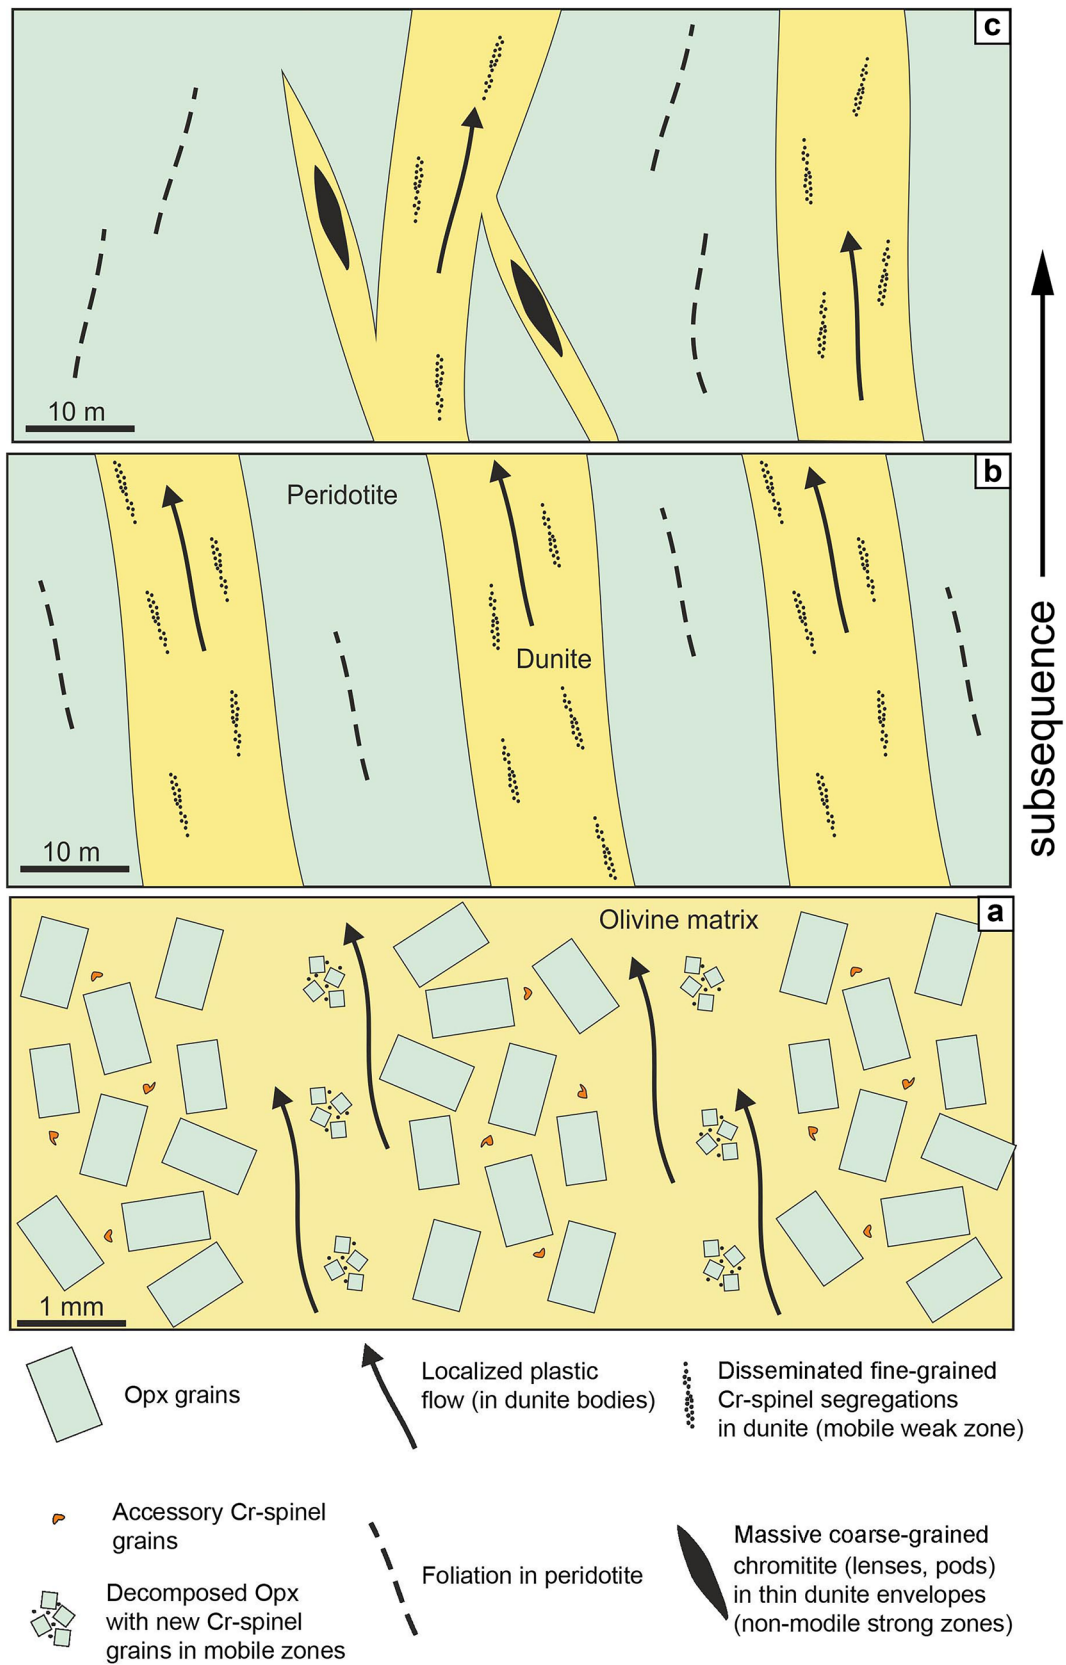 c
10 m
b
Peridotite
Dunite
10 m
subsequence
a
Olivine matrix
1 mm
Opx grains
Localized plastic
flow (in dunite bodies)
Disseminated fine-grained
Cr-spinel segregations
in dunite (mobile weak zone)
Accessory Cr-spinel
grains
Foliation in peridotite
Massive coarse-grained
chromitite (lenses, pods)
in thin dunite envelopes
(non-modile strong zones)
Decomposed Opx
with new Cr-spinel
grains in mobile zones